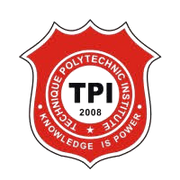 TECHNIQUE POLYTECHNIC INSTITUTE
TPI
2008
• KNOWLEDGE IS POWER •